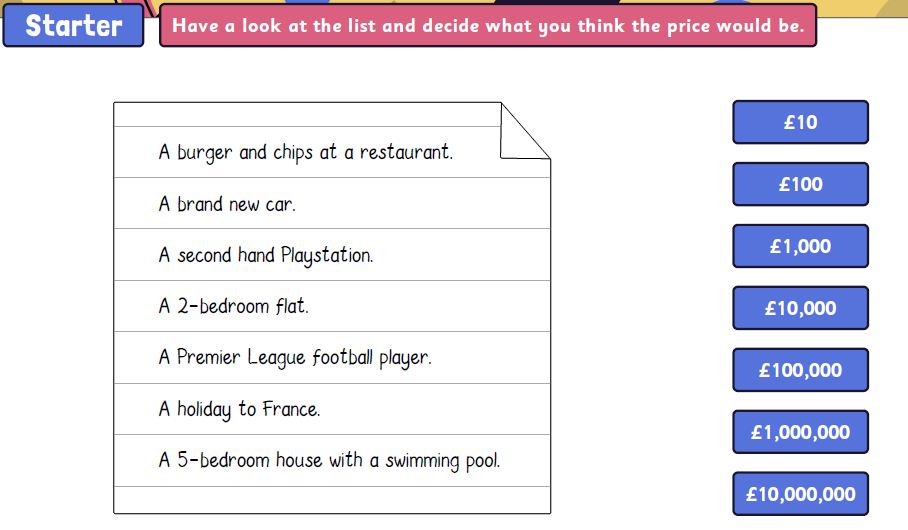 Starter
Have a look at the list and decide what you think the price would be.
A burger and chips at a restaurant.
A brand new car.
A second hand Playstation.
A 2-bedroom flat.
A Premier League football player.
A holiday to France.
A 5-bedroom house with a swimming pool.
£10
£100
£1,000
£10,000
£100,000
£1,000,000
£10,000,000